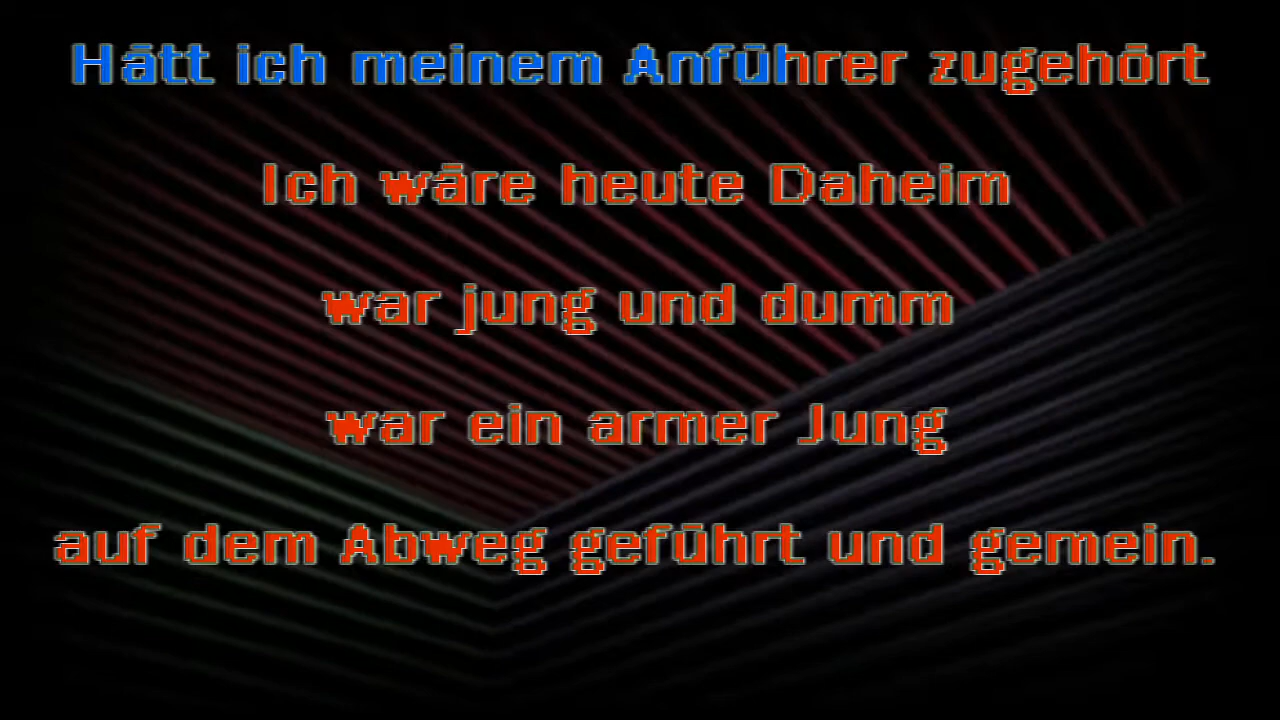 Hätt ich meinem Anführer zugehört
Ich wäre heute Daheim
war jung und dumm
war ein armer Jung
auf dem Abweg geführt und gemein.